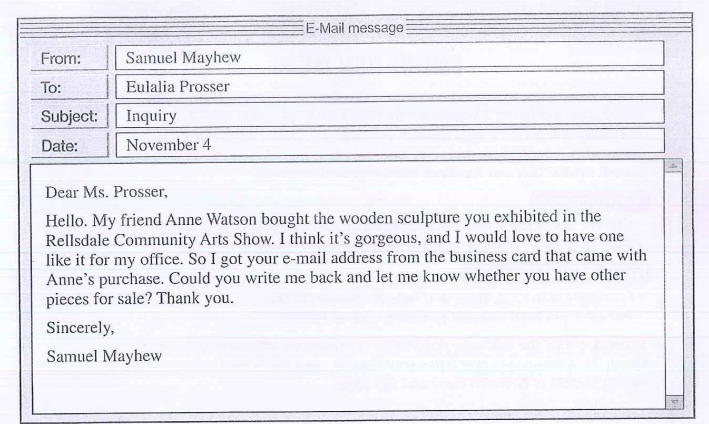 E-Mail message
From: Samuel Mayhew
To: Eulalia Prosser
Subject: Inquiry
Date: November 4
Dear Ms. Prosser,
Hello. My friend Anne Watson bought the wooden sculpture you exhibited in the
Rellsdale Community Arts Show. I think it's gorgeous, and I would love to have one
like it for my office. So I got your e-mail address from the business card that came with
Anne's purchase. Could you write me back and let me know whether you have other
pieces for sale? Thank you.
Sincerely,
Samuel Mayhew